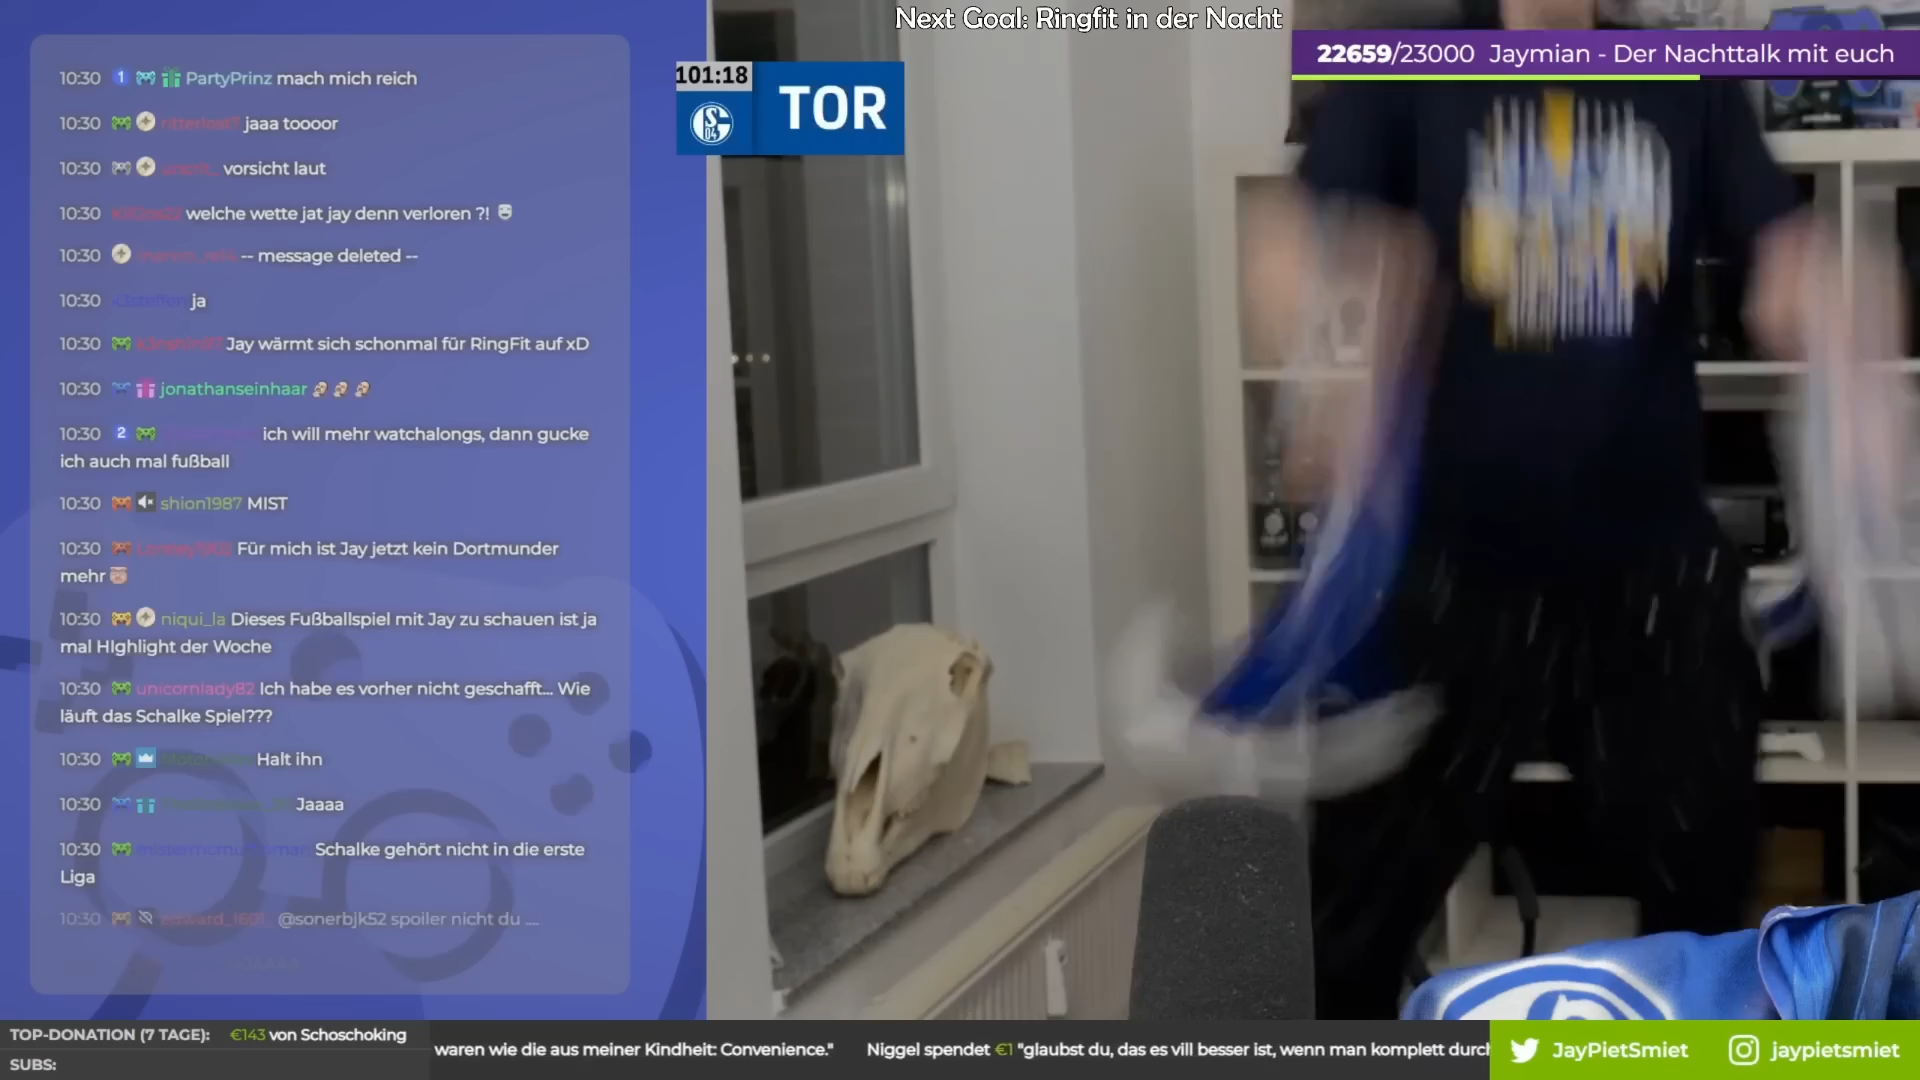 Next Goal: Ringfit in der Nacht
22659/23000 Jaymian - Der Nachttalk mit euch
101:18
S 04
TOR
10:30 1 PartyPrinz mach mich reich
10:30 jaaa toooor
10:30 vorsicht laut
10:30 welche wette jat jay denn verloren ?!
10:30 -- message deleted --
10:30 ja
10:30 Jay wärmt sich schonmal für RingFit auf xD
10:30 jonathanseinhaar
10:30 2 ich will mehr watchalongs, dann gucke
ich auch mal fußball
10:30 shion1987 MIST
10:30 Für mich ist Jay jetzt kein Dortmunder
mehr
10:30 niqui_la Dieses Fußballspiel mit Jay zu schauen ist ja
mal HIghlight der Woche
10:30 unicornlady82 Ich habe es vorher nicht geschafft... Wie
läuft das Schalke Spiel???
10:30 Halt ihn
10:30 Jaaaa
10:30 Schalke gehört nicht in die erste
Liga
10:30 @sonerbjk52 spoiler nicht du ....
TOP-DONATION (7 TAGE): €143 von Schoschoking
SUBS:
waren wie die aus meiner Kindheit: Convenience." Niggel spendet €1 "glaubst du, das es vill besser ist, wenn man komplett durch
JayPietSmiet
jaypietsmiet